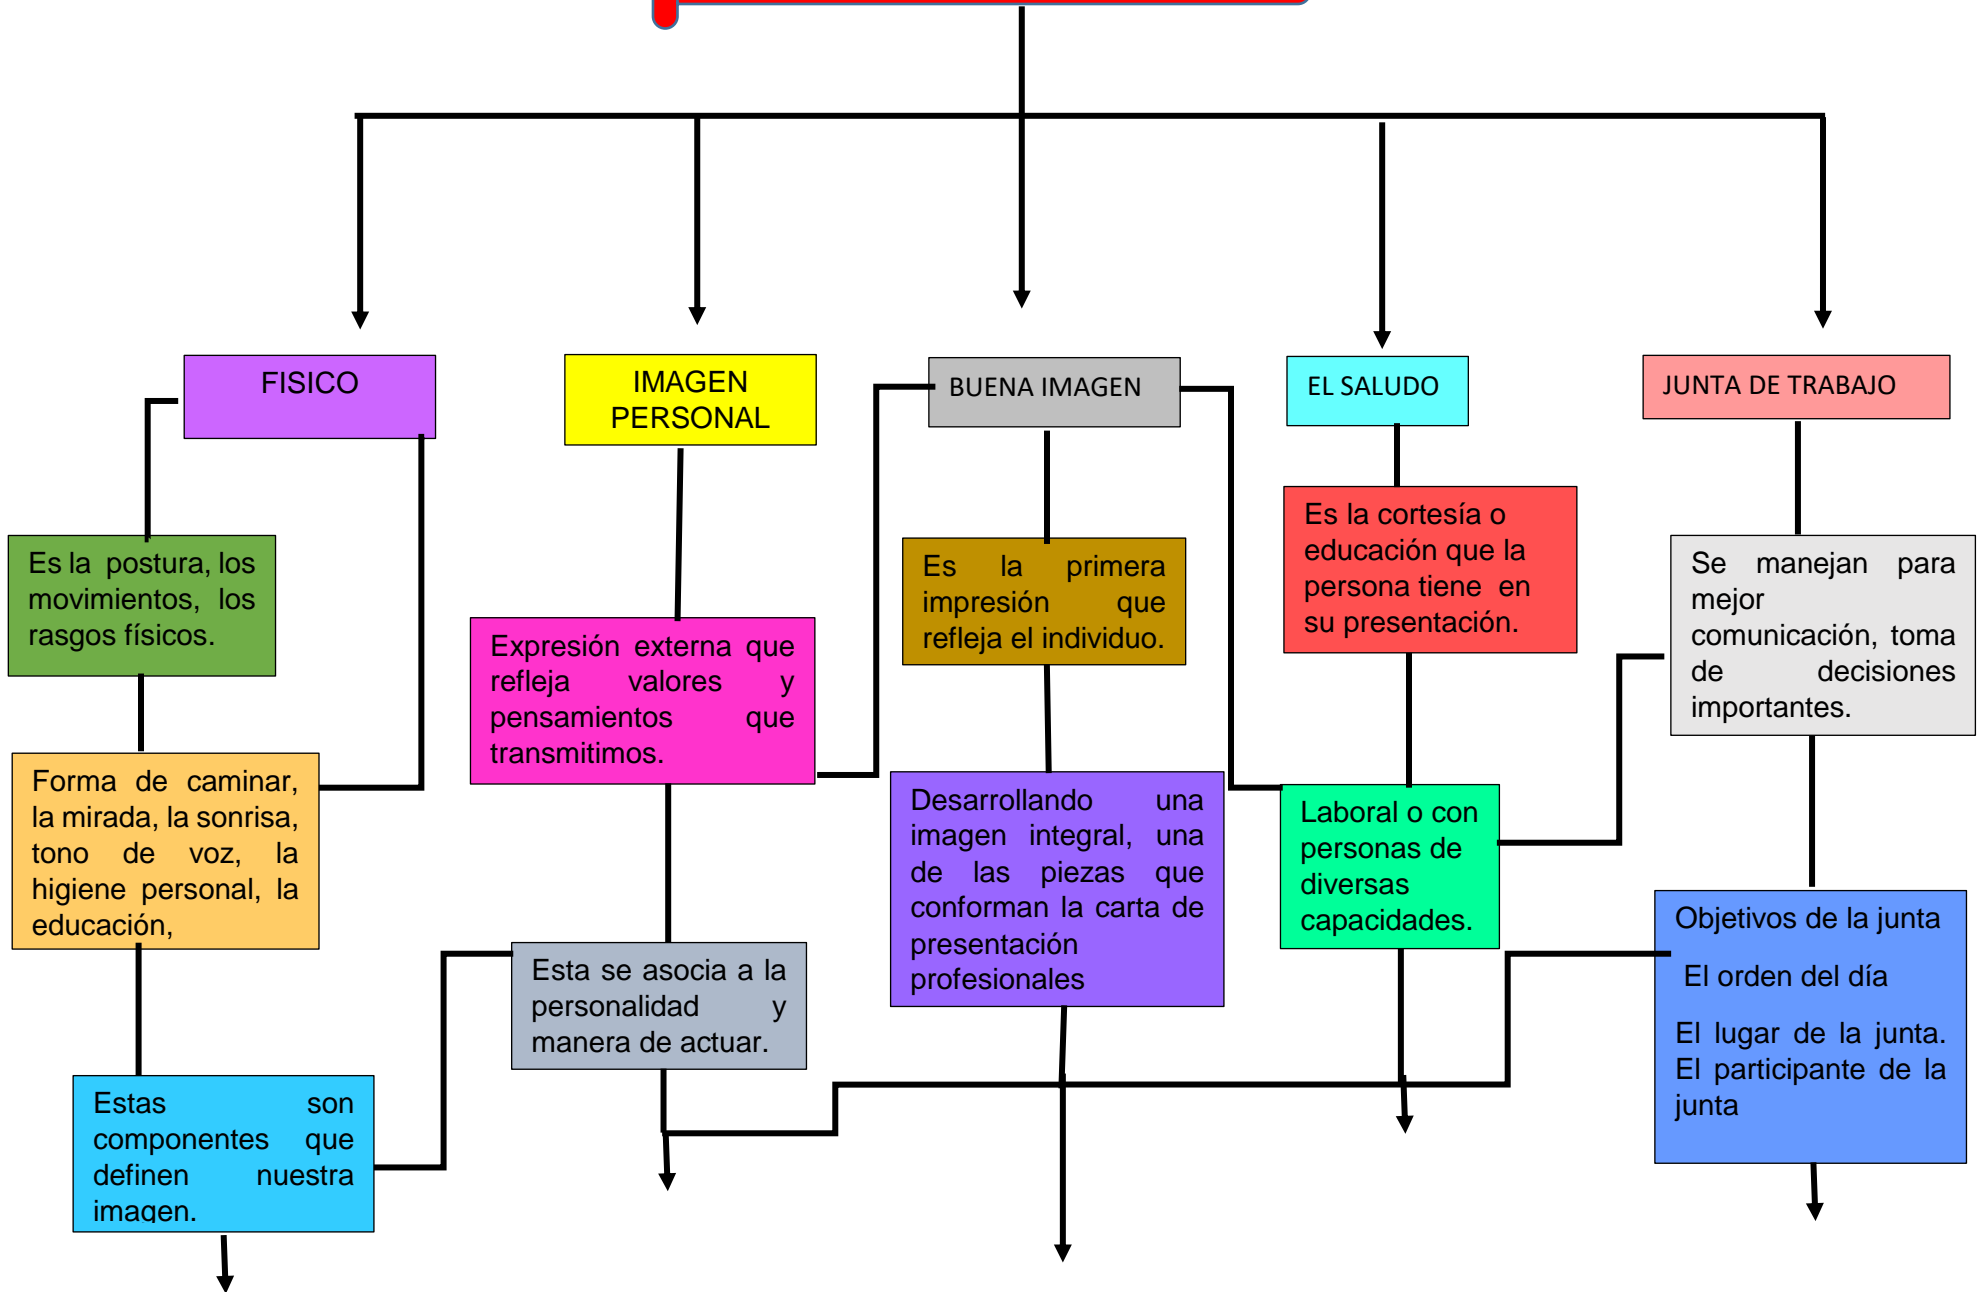 FISICO
IMAGEN
PERSONAL
BUENA IMAGEN
EL SALUDO
JUNTA DE TRABAJO
Es la postura, los
movimientos, los
rasgos físicos.
Expresión externa que
refleja valores y
pensamientos que
transmitimos.
Es la primera
impresión que
refleja el individuo.
Es la cortesía o
educación que la
persona tiene en
su presentación.
Se manejan para
mejor
comunicación, toma
de decisiones
importantes.
Forma de caminar,
la mirada, la sonrisa,
tono de voz, la
higiene personal, la
educación,
Esta se asocia a la
personalidad y
manera de actuar.
Desarrollando una
imagen integral, una
de las piezas que
conforman la carta de
presentación
profesionales
Laboral o con
personas de
diversas
capacidades.
Objetivos de la junta
El orden del día
El lugar de la junta.
El participante de la
junta
Estas son
componentes que
definen nuestra
imagen.